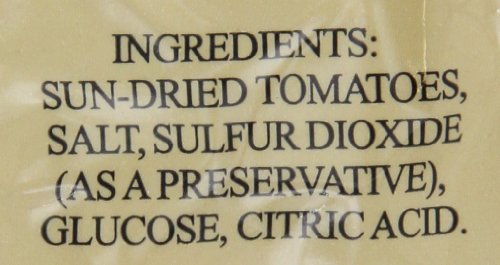 INGREDIENTS:
SUN-DRIED TOMATOES,
SALT, SULFUR DIOXIDE
(AS A PRESERVATIVE),
GLUCOSE, CITRIC ACID.